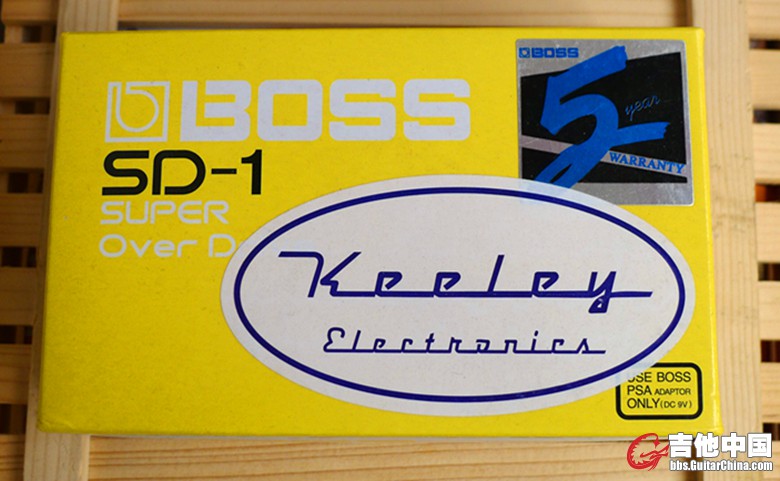 BOSS
BOSS
5 year
WARRANTY
SD-1
SUPER
Over D
Keeley
Electronics
USE BOSS
PSA ADAPTOR
ONLY (DC 9V)
吉他中国
bbs.GuitarChina.com